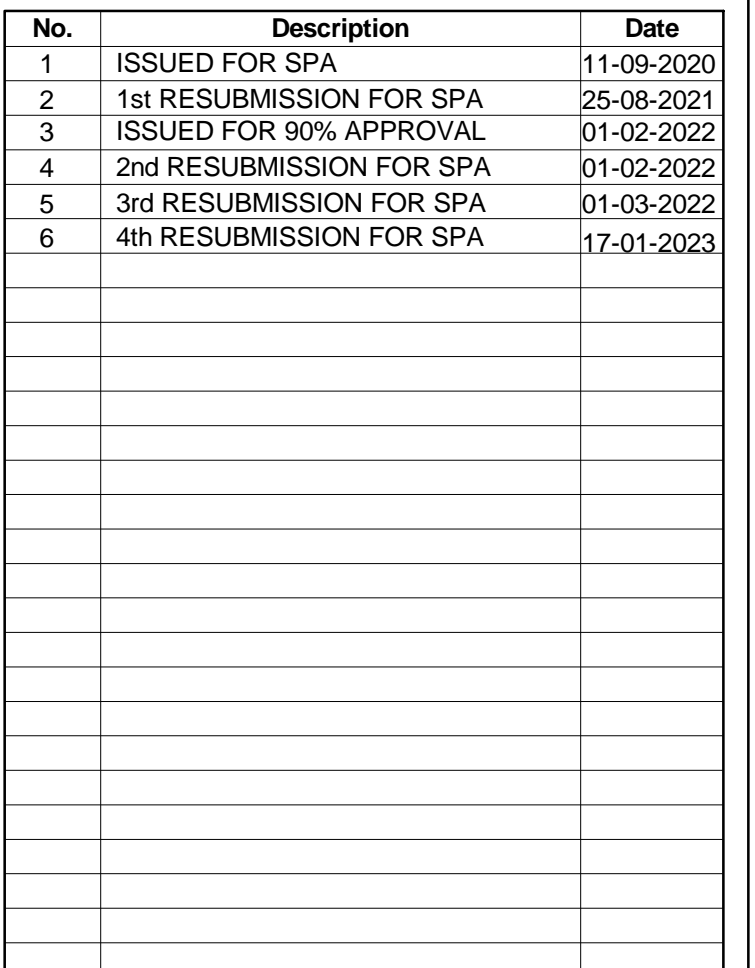 No. Description Date
1 ISSUED FOR SPA 11-09-2020
2 1st RESUBMISSION FOR SPA 25-08-2021
3 ISSUED FOR 90% APPROVAL 01-02-2022
4 2nd RESUBMISSION FOR SPA 01-02-2022
5 3rd RESUBMISSION FOR SPA 01-03-2022
6 4th RESUBMISSION FOR SPA 17-01-2023